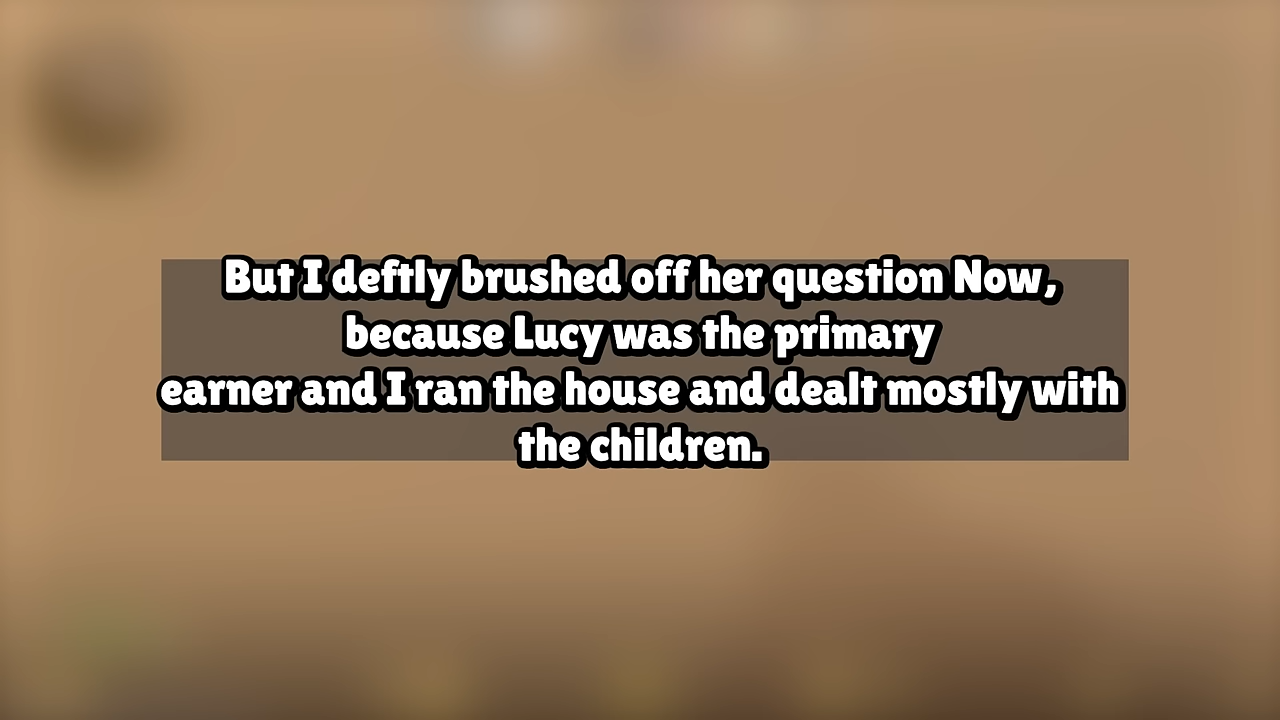 But I deftly brushed off her question Now,
because Lucy was the primary
earner and I ran the house and dealt mostly with
the children.